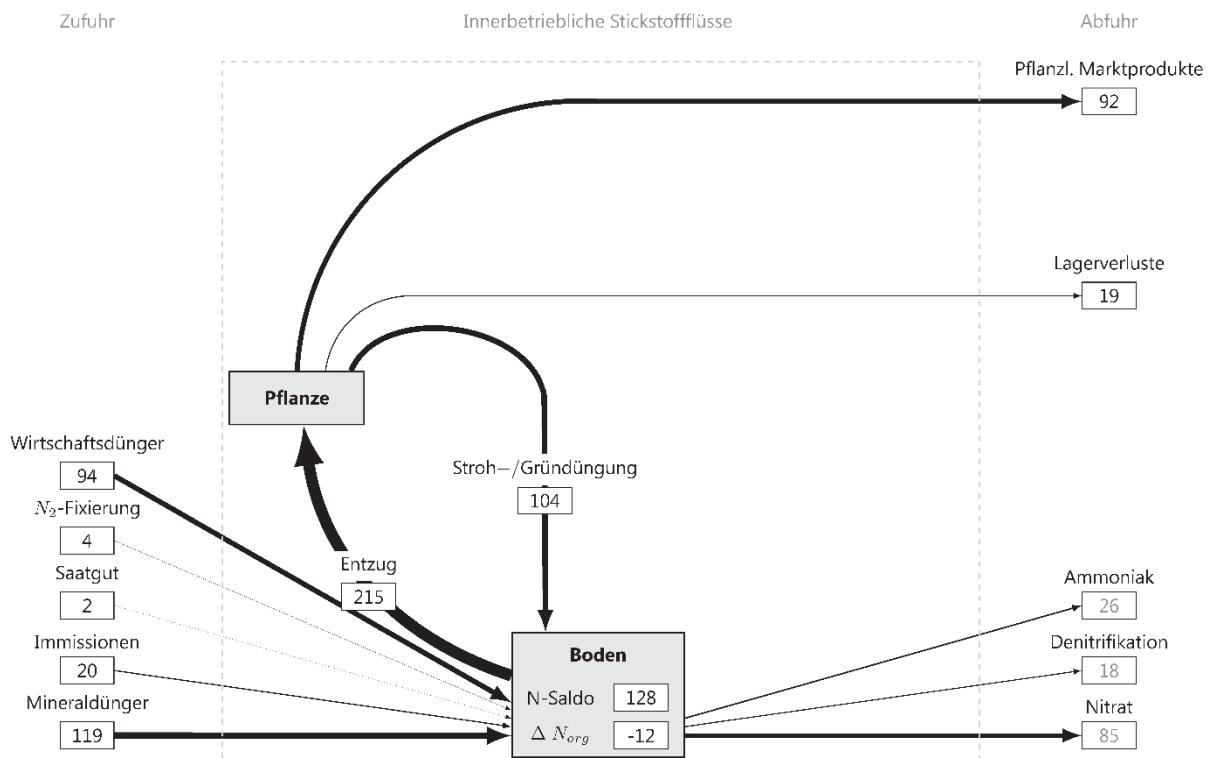 Zufuhr
Innerbetriebliche Stickstoffflüsse
Abfuhr
Pflanzl. Marktprodukte
92
Lagerverluste
19
Pflanze
Wirtschaftsdünger
94
Stroh−/Gründüngung
104
N₂-Fixierung
4
Entzug
215
Saatgut
2
Ammoniak
26
Immissionen
20
Boden
Denitrifikation
18
N-Saldo 128
Mineraldünger
119
Δ N_org -12
Nitrat
85